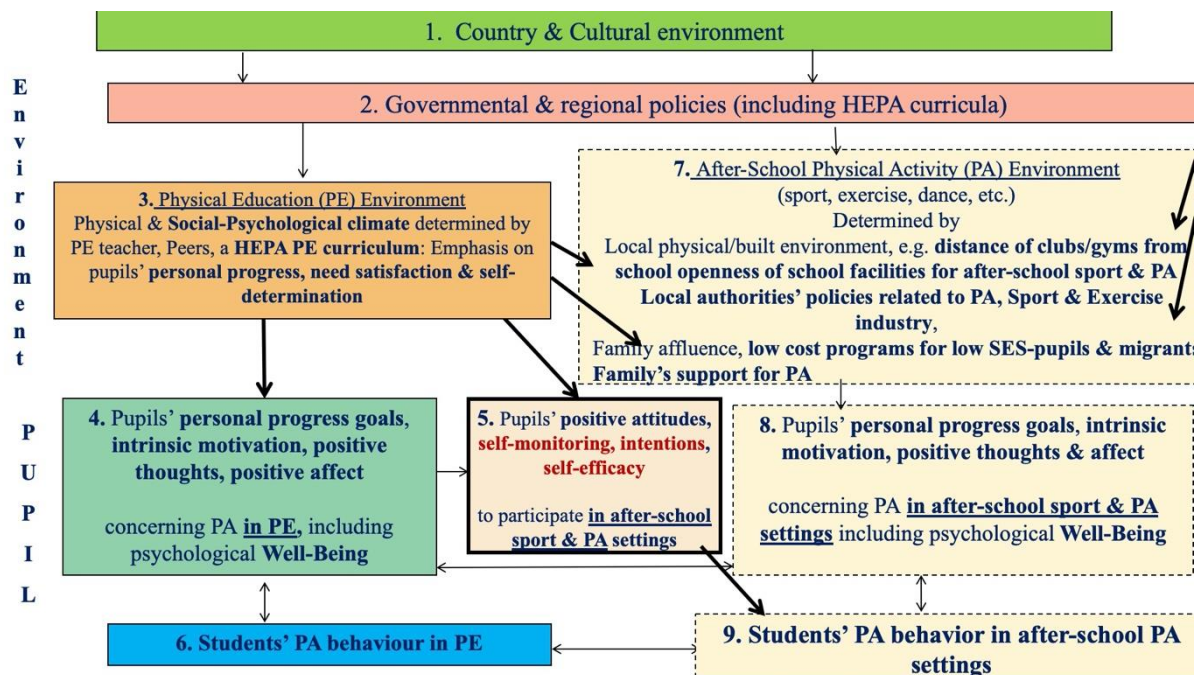 1. Country & Cultural environment
Environment
2. Governmental & regional policies (including HEPA curricula)
3. Physical Education (PE) Environment
Physical & Social-Psychological climate determined by
PE teacher, Peers, a HEPA PE curriculum: Emphasis on
pupils' personal progress, need satisfaction & self-
determination
7. After-School Physical Activity (PA) Environment
(sport, exercise, dance, etc.)
Determined by
Local physical/built environment, e.g. distance of clubs/gyms from
school openness of school facilities for after-school sport & PA
Local authorities' policies related to PA, Sport & Exercise
industry,
Family affluence, low cost programs for low SES-pupils & migrants
Family's support for PA
PUPIL
4. Pupils' personal progress goals,
intrinsic motivation, positive
thoughts, positive affect
concerning PA in PE, including
psychological Well-Being
5. Pupils' positive attitudes,
self-monitoring, intentions,
self-efficacy
to participate in after-school
sport & PA settings
8. Pupils' personal progress goals, intrinsic
motivation, positive thoughts & affect
concerning PA in after-school sport & PA
settings including psychological Well-Being
6. Students' PA behaviour in PE
9. Students' PA behavior in after-school PA
settings